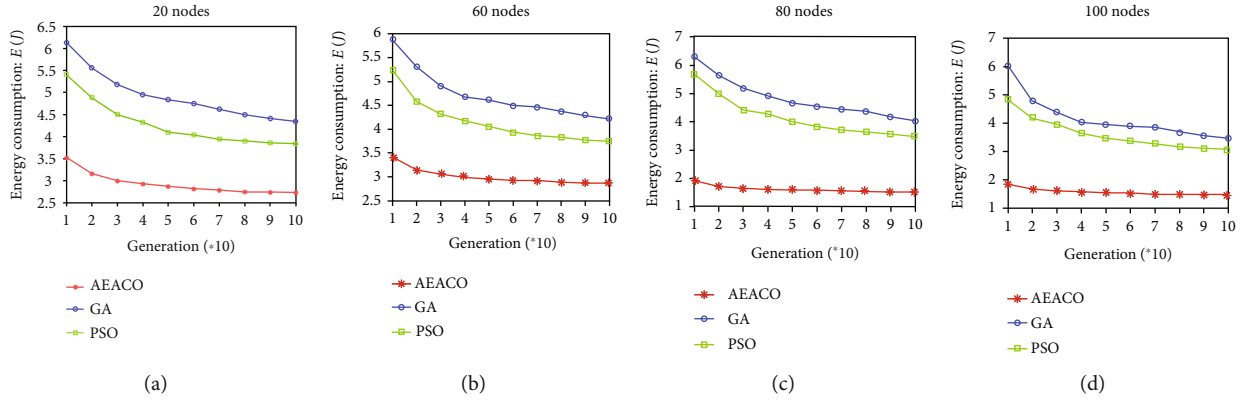 20 nodes
Energy consumption: E (J)
6.5
6
5.5
5
4.5
4
3.5
3
2.5
1 2 3 4 5 6 7 8 9 10
Generation (*10)
AEACO
GA
PSO
(a)
60 nodes
Energy consumption: E (J)
6
5.5
5
4.5
4
3.5
3
2.5
1 2 3 4 5 6 7 8 9 10
Generation (*10)
AEACO
GA
PSO
(b)
80 nodes
Energy consumption: E (J)
7
6
5
4
3
2
1
1 2 3 4 5 6 7 8 9 10
Generation (*10)
AEACO
GA
PSO
(c)
100 nodes
Energy consumption: E (J)
7
6
5
4
3
2
1
1 2 3 4 5 6 7 8 9 10
Generation (*10)
AEACO
GA
PSO
(d)